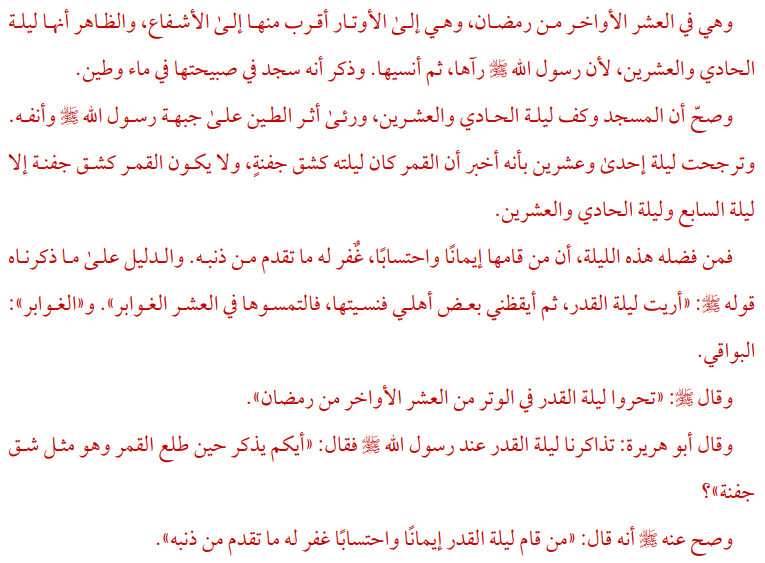 وهي في العشر الأواخر من رمضان، وهي إلىٰ الأوتار أقرب منها إلىٰ الأشفاع، والظاهر أنها ليلة
الحادي والعشرين، لأن رسول الله ﷺ رآها، ثم أنسيها. وذكر أنه سجد في صبيحتها في ماء وطين.
وصحّ أن المسجد وكف ليلة الحادي والعشرين، ورئىٰ أثر الطين علىٰ جبهة رسول الله ﷺ وأنفه.
وترجحت ليلة إحدىٰ وعشرين بأنه أخبر أن القمر كان ليلته كشق جفنةٍ، ولا يكون القمر كشق جفنة إلا
ليلة السابع وليلة الحادي والعشرين.
فمن فضله هذه الليلة، أن من قامها إيمانًا واحتسابًا، غُفر له ما تقدم من ذنبه. والدليل علىٰ ما ذكرناه
قوله ﷺ: «أريت ليلة القدر، ثم أيقظني بعض أهلي فنسيتها، فالتمسوها في العشر الغوابر». و«الغوابر»:
البواقي.
وقال ﷺ: «تحروا ليلة القدر في الوتر من العشر الأواخر من رمضان».
وقال أبو هريرة: تذاكرنا ليلة القدر عند رسول الله ﷺ فقال: «أيكم يذكر حين طلع القمر وهو مثل شق
جفنة»؟
وصح عنه ﷺ أنه قال: «من قام ليلة القدر إيمانًا واحتسابًا غفر له ما تقدم من ذنبه».